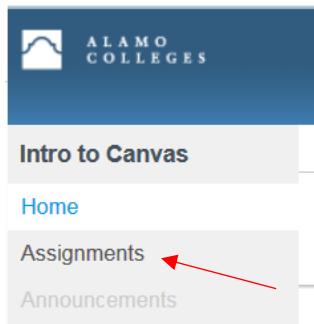 ALAMO
COLLEGES
Intro to Canvas
Home
Assignments
Announcements